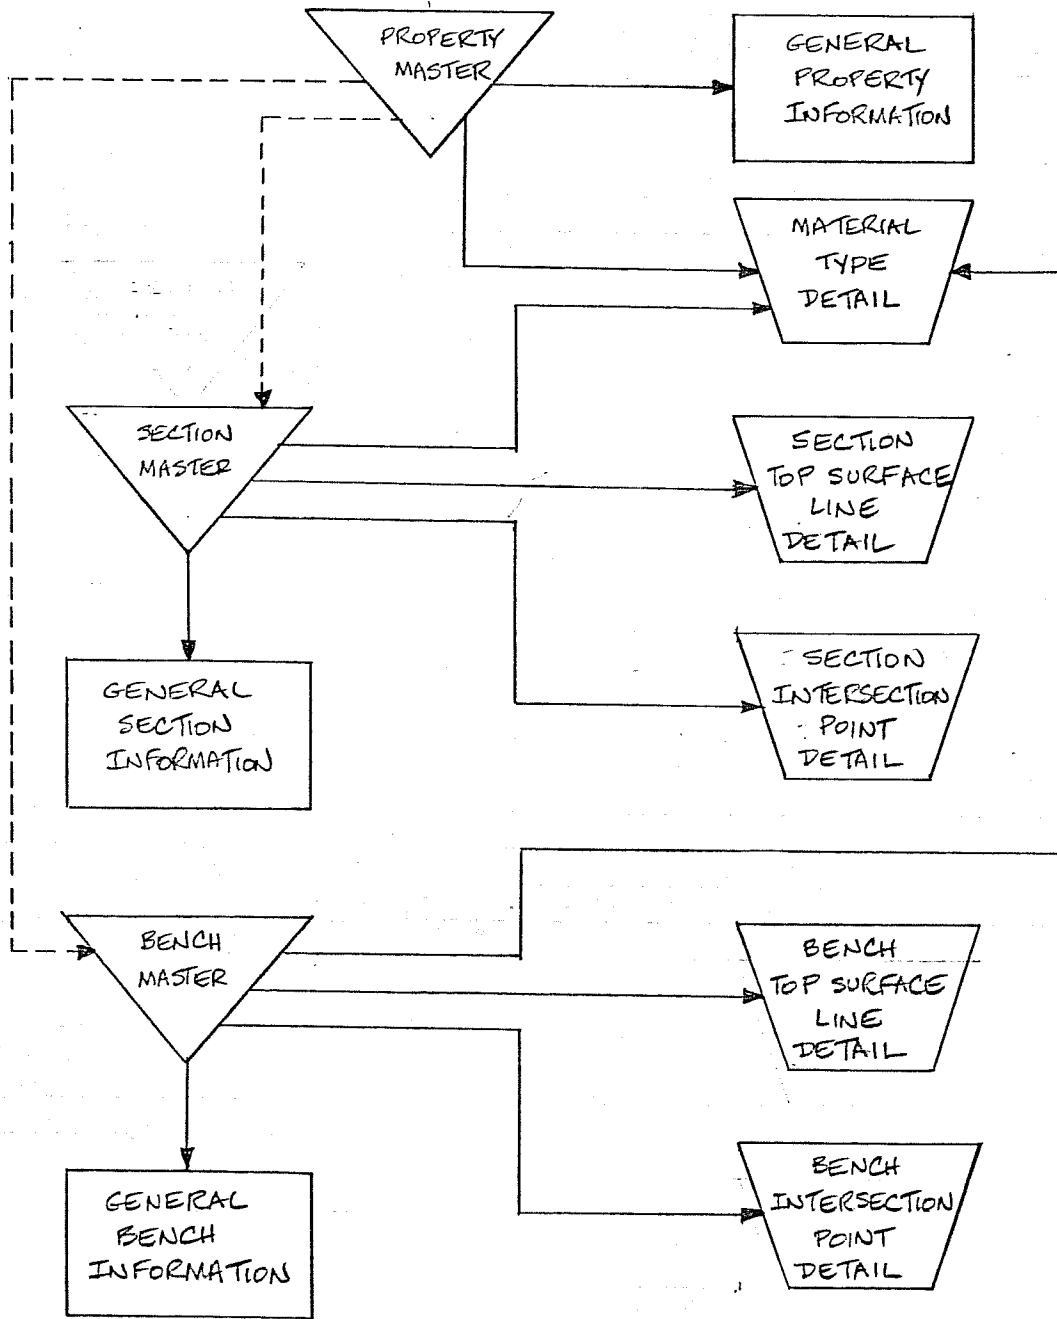 PROPERTY
MASTER
GENERAL
PROPERTY
INFORMATION
MATERIAL
TYPE
DETAIL
SECTION
MASTER
SECTION
TOP SURFACE
LINE
DETAIL
GENERAL
SECTION
INFORMATION
SECTION
INTERSECTION
POINT
DETAIL
BENCH
MASTER
BENCH
TOP SURFACE
LINE
DETAIL
GENERAL
BENCH
INFORMATION
BENCH
INTERSECTION
POINT
DETAIL